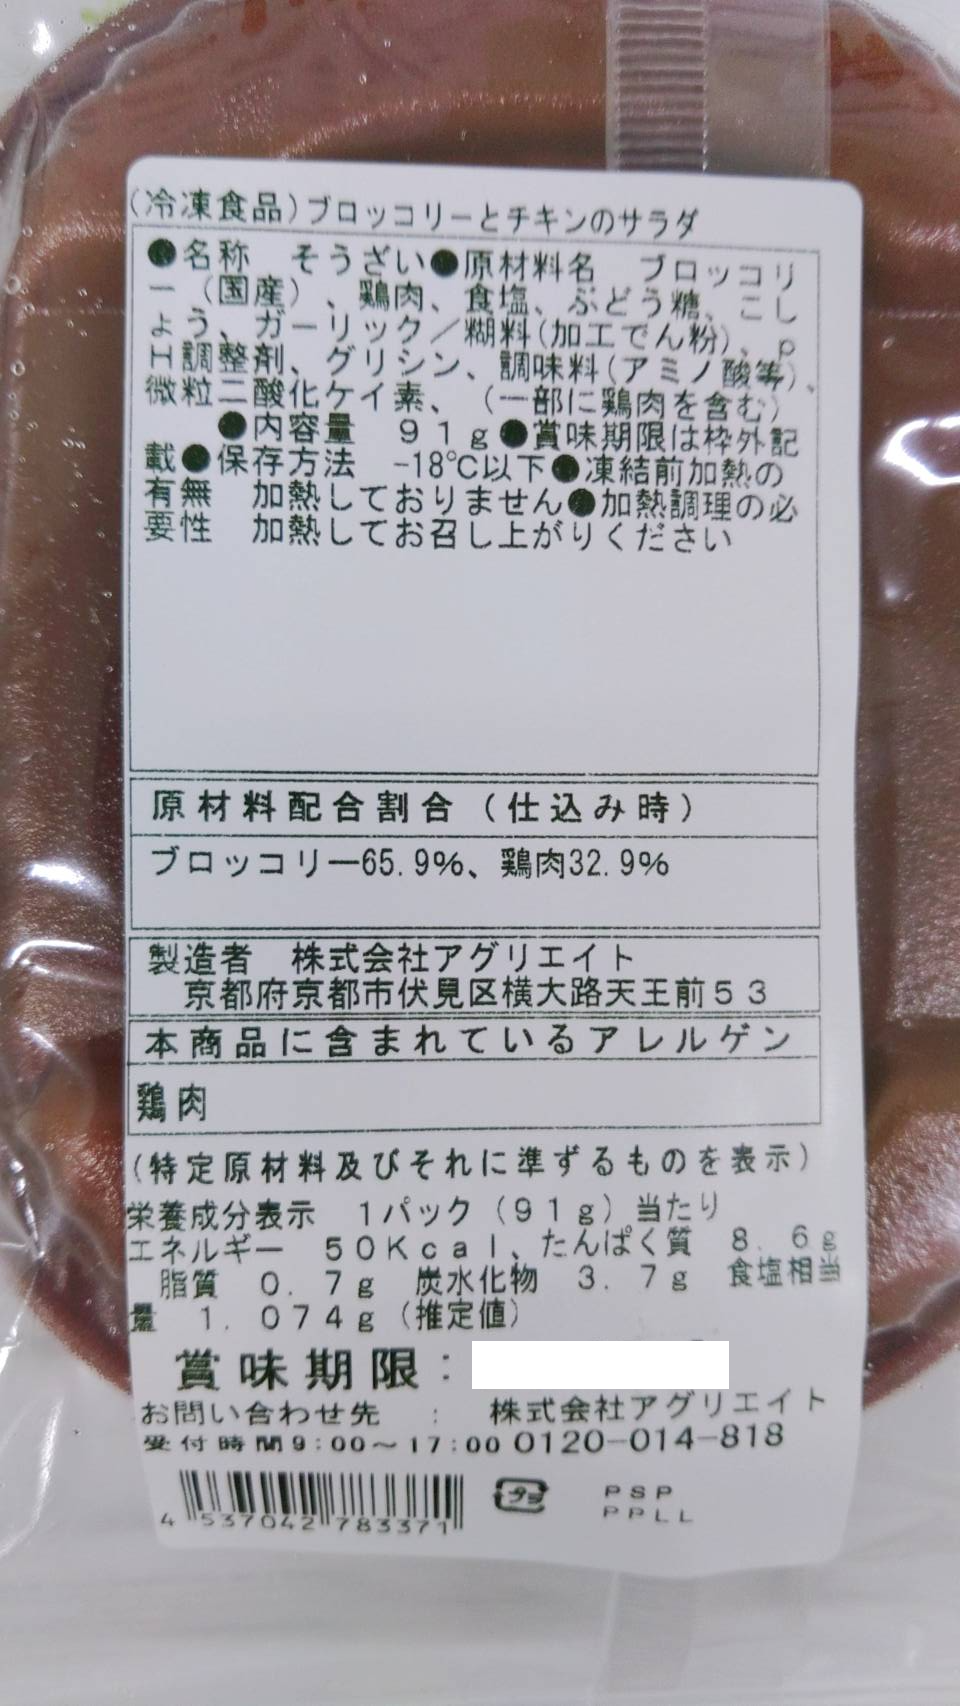 (冷凍食品)ブロッコリーとチキンのサラダ
●名称　そうざい●原材料名　ブロッコリ
ー（国産）、鶏肉、食塩、ぶどう糖、こし
ょう、ガーリック／糊料(加工でん粉)、p
H調整剤、グリシン、調味料(アミノ酸等)、
微粒二酸化ケイ素、（一部に鶏肉を含む）
●内容量　９１ｇ●賞味期限は枠外記
載●保存方法　-18℃以下●凍結前加熱の
有無　加熱しておりません●加熱調理の必
要性　加熱してお召し上がりください
原材料配合割合（仕込み時）
ブロッコリー65.9%、鶏肉32.9%
製造者　株式会社アグリエイト
京都府京都市伏見区横大路天王前５３
本商品に含まれているアレルゲン
鶏肉
(特定原材料及びそれに準ずるものを表示)
栄養成分表示　１パック（９１ｇ）当たり
エネルギー　５０Ｋｃａｌ、たんぱく質　８．６ｇ
脂質　０．７ｇ　炭水化物　３．７ｇ　食塩相当
量　１．０７４ｇ（推定値）
賞味期限：
お問い合わせ先　：　株式会社アグリエイト
受付時間9：00～17：00 0120-014-818
4 537042 783371
プラ PSP
PPLL